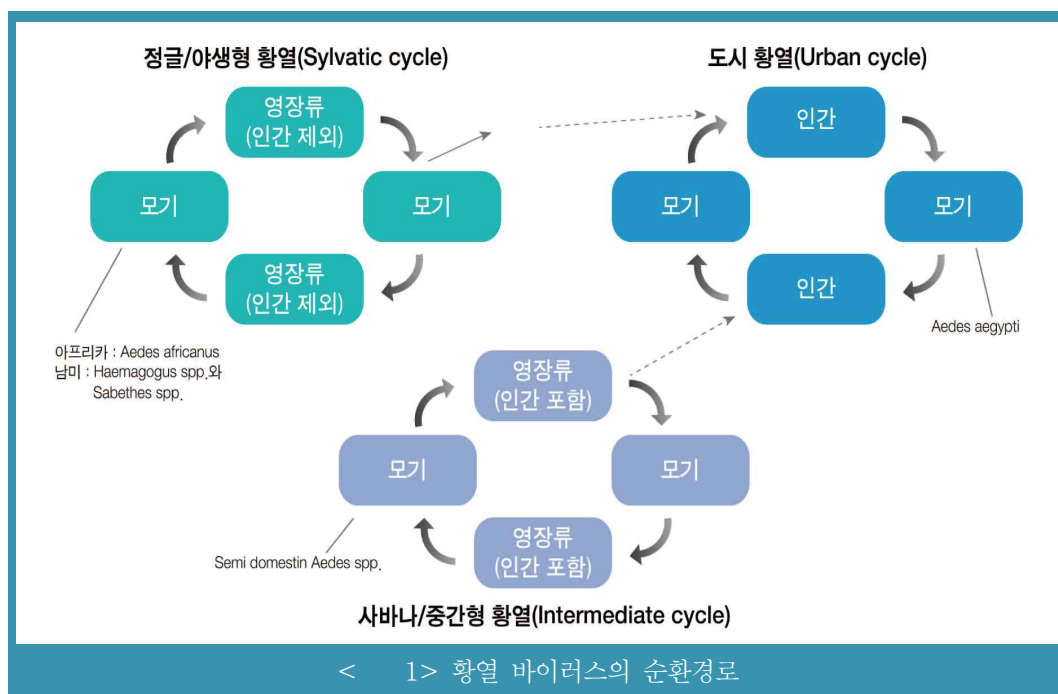 정글/야생형 황열(Sylvatic cycle)
영장류
(인간 제외)
모기
모기
영장류
(인간 제외)
아프리카 : Aedes africanus
남미 : Haemagogus spp.와
Sabethes spp.
도시 황열(Urban cycle)
인간
모기
모기
인간
Aedes aegypti
영장류
(인간 포함)
모기
모기
영장류
(인간 포함)
Semi domestin Aedes spp.
사바나/중간형 황열(Intermediate cycle)
< 1> 황열 바이러스의 순환경로